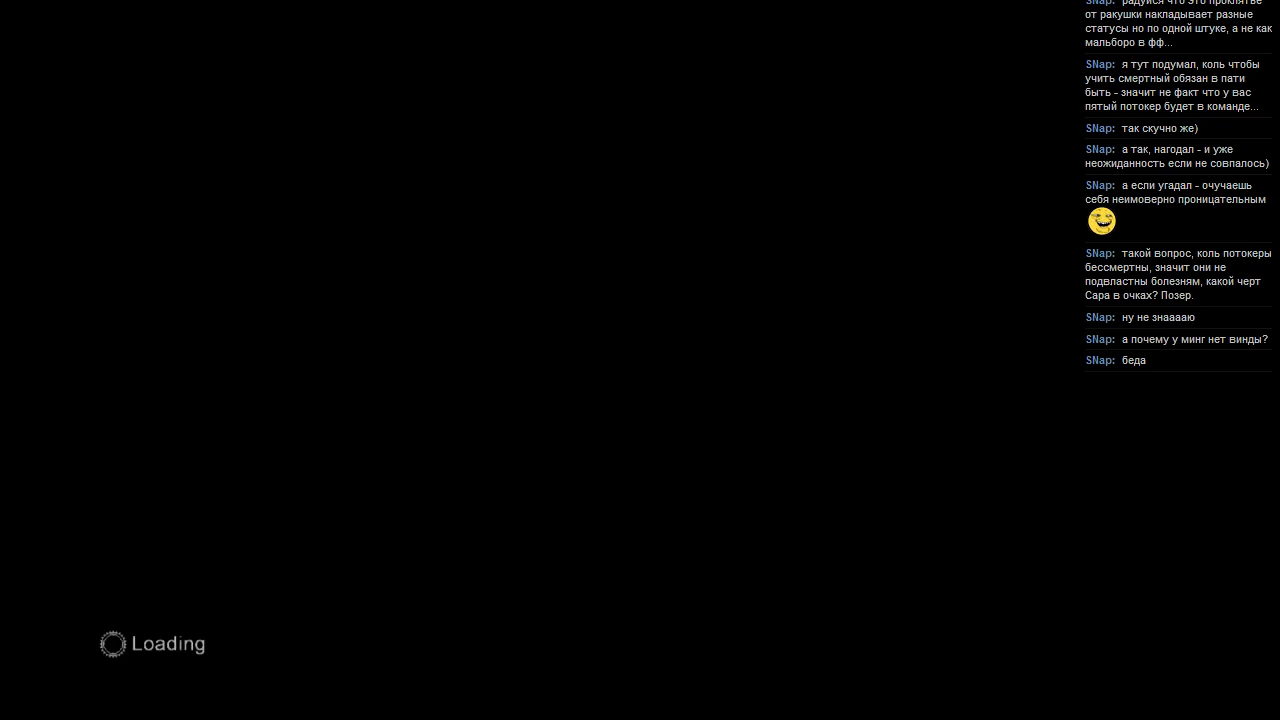 SNap: радуйся что это проклятье
от ракушки накладывает разные
статусы но по одной штуке, а не как
мальборо в фф...
SNap: я тут подумал, коль чтобы
учить смертный обязан в пати
быть - значит не факт что у вас
пятый потокер будет в команде...
SNap: так скучно же)
SNap: а так, нагодал - и уже
неожиданность если не совпалось)
SNap: а если угадал - очучаешь
себя неимоверно проницательным
SNap: такой вопрос, коль потокеры
бессмертны, значит они не
подвластны болезням, какой черт
Сара в очках? Позер.
SNap: ну не знааааю
SNap: а почему у минг нет винды?
SNap: беда
Loading